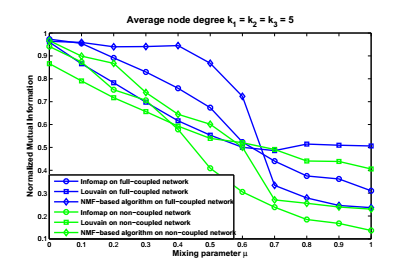 Average node degree k1 = k2 = k3 = 5
Normalized Mutual Information
1
0.9
0.8
0.7
0.6
0.5
0.4
0.3
0.2
0.1
Infomap on full-coupled network
Louvain on full-coupled network
NMF-based algorithm on full-coupled network
Infomap on non-coupled network
Louvain on non-coupled network
NMF-based algorithm on non-coupled network
0 0.1 0.2 0.3 0.4 0.5 0.6 0.7 0.8 0.9 1
Mixing parameter μ